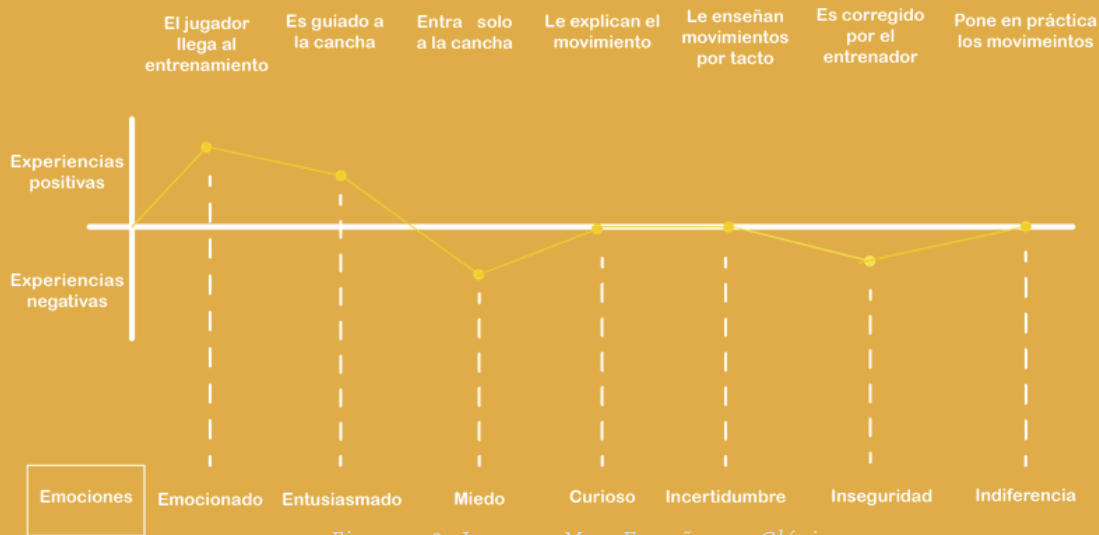 El jugador
llega al
entrenamiento
Es guiado a
la cancha
Entra solo
a la cancha
Le explican el
movimiento
Le enseñan
movimientos
por tacto
Es corregido
por el
entrenador
Pone en práctica
los movimeintos
Experiencias
positivas
Experiencias
negativas
Emociones
Emocionado
Entusiasmado
Miedo
Curioso
Incertidumbre
Inseguridad
Indiferencia